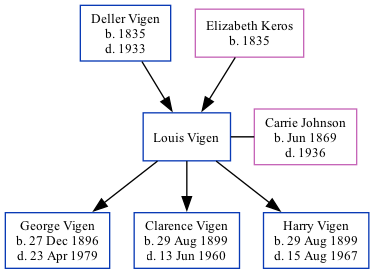 Deller Vigen
b. 1835
d. 1933
Elizabeth Keros
b. 1835
Louis Vigen
Carrie Johnson
b. Jun 1869
d. 1936
George Vigen
b. 27 Dec 1896
d. 23 Apr 1979
Clarence Vigen
b. 29 Aug 1899
d. 13 Jun 1960
Harry Vigen
b. 29 Aug 1899
d. 15 Aug 1967